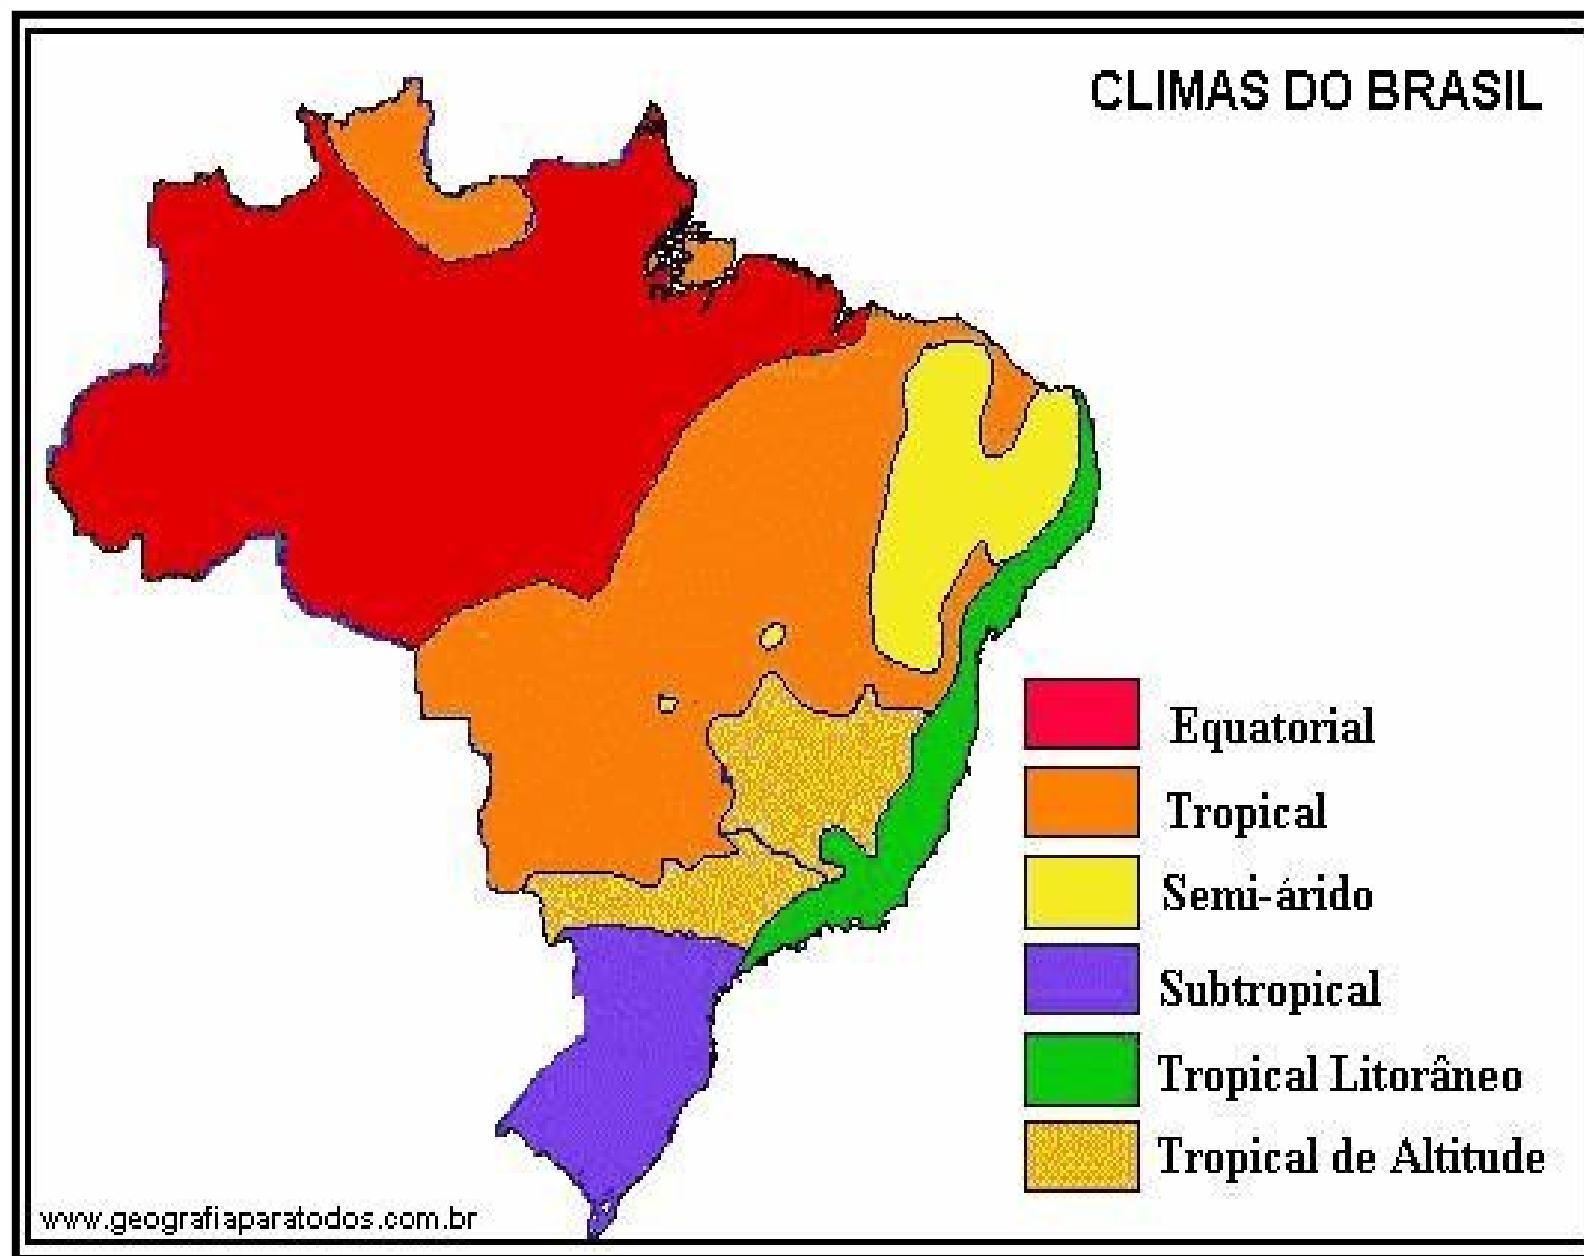 CLIMAS DO BRASIL
Equatorial
Tropical
Semi-árido
Subtropical
Tropical Litorâneo
Tropical de Altitude
www.geografiaparatodos.com.br